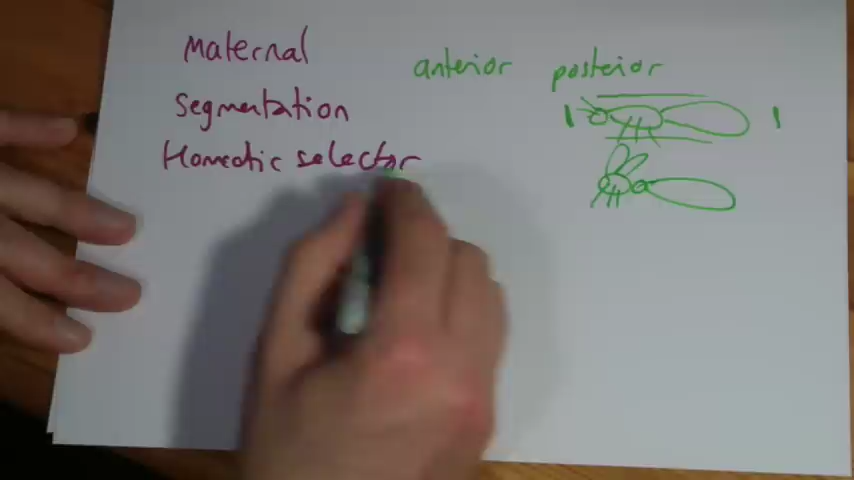 maternal
anterior posterior
segmentation
Homeotic selector